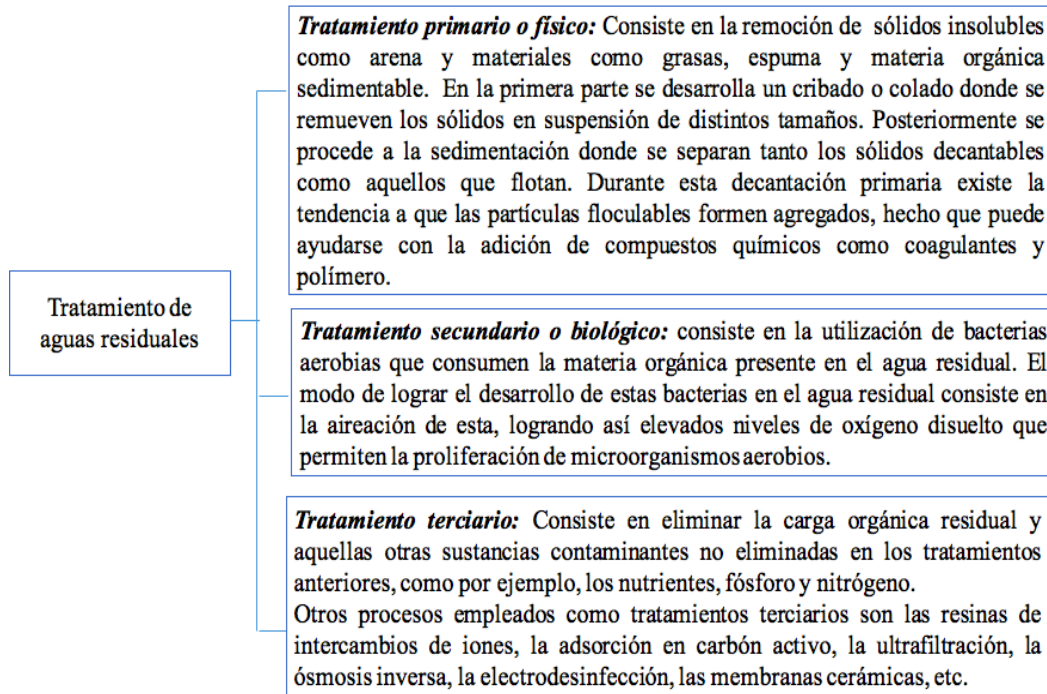 Tratamiento de
aguas residuales
Tratamiento primario o físico: Consiste en la remoción de sólidos insolubles
como arena y materiales como grasas, espuma y materia orgánica
sedimentable. En la primera parte se desarrolla un cribado o colado donde se
remueven los sólidos en suspensión de distintos tamaños. Posteriormente se
procede a la sedimentación donde se separan tanto los sólidos decantables
como aquellos que flotan. Durante esta decantación primaria existe la
tendencia a que las partículas floculables formen agregados, hecho que puede
ayudarse con la adición de compuestos químicos como coagulantes y
polímero.
Tratamiento secundario o biológico: consiste en la utilización de bacterias
aerobias que consumen la materia orgánica presente en el agua residual. El
modo de lograr el desarrollo de estas bacterias en el agua residual consiste en
la aireación de esta, logrando así elevados niveles de oxígeno disuelto que
permiten la proliferación de microorganismos aerobios.
Tratamiento terciario: Consiste en eliminar la carga orgánica residual y
aquellas otras sustancias contaminantes no eliminadas en los tratamientos
anteriores, como por ejemplo, los nutrientes, fósforo y nitrógeno.
Otros procesos empleados como tratamientos terciarios son las resinas de
intercambios de iones, la adsorción en carbón activo, la ultrafiltración, la
ósmosis inversa, la electrodesinfección, las membranas cerámicas, etc.